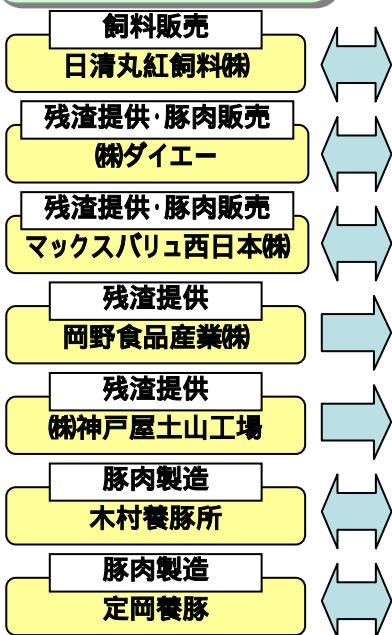 飼料販売
日清丸紅飼料㈱
残渣提供・豚肉販売
㈱ダイエー
残渣提供・豚肉販売
マックスバリュ西日本㈱
残渣提供
岡野食品産業㈱
残渣提供
㈱神戸屋土山工場
豚肉製造
木村養豚所
豚肉製造
定岡養豚